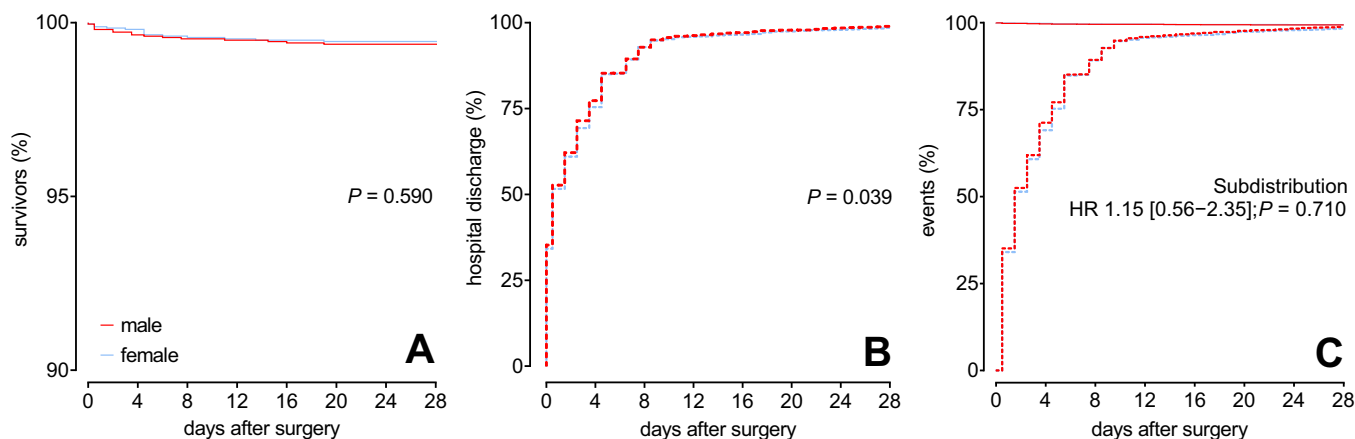 100
95
90
survivors (%)
P = 0.590
male
female
A
0 4 8 12 16 20 24 28
days after surgery
100
75
50
25
0
hospital discharge (%)
P = 0.039
B
0 4 8 12 16 20 24 28
days after surgery
100
75
50
25
0
events (%)
Subdistribution
HR 1.15 [0.56−2.35];P = 0.710
C
0 4 8 12 16 20 24 28
days after surgery